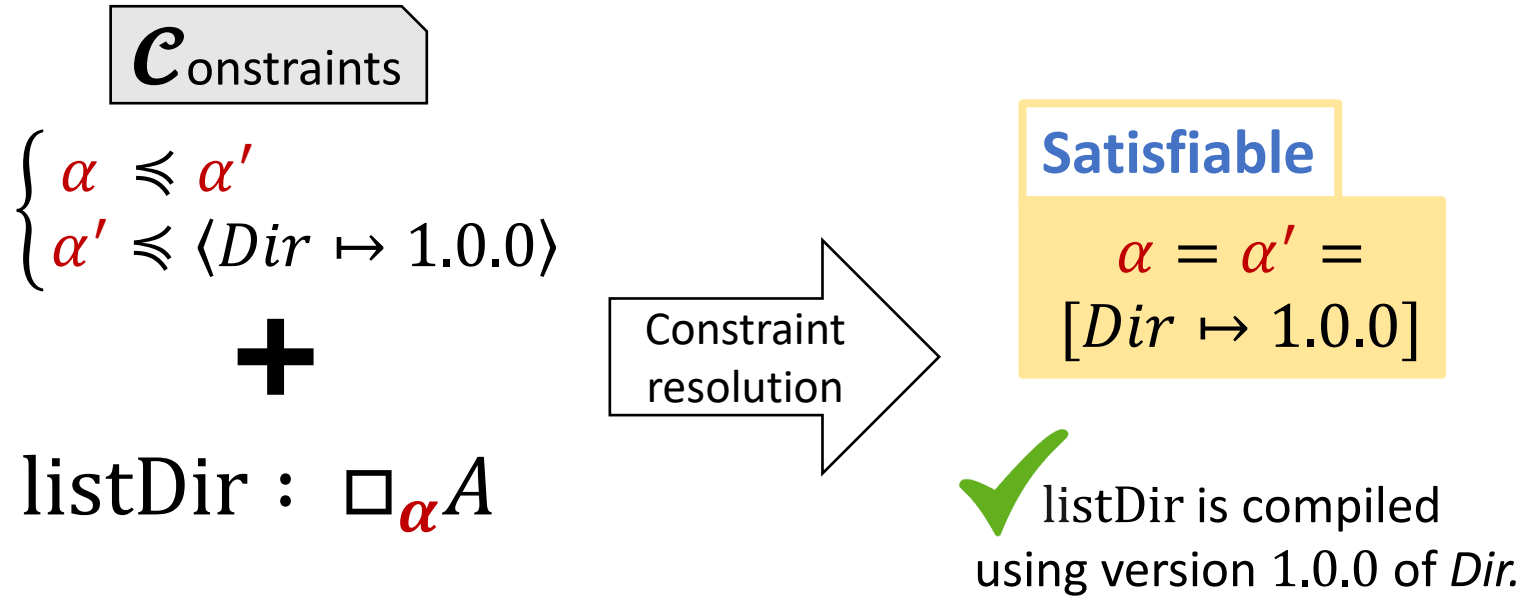 𝓒onstraints
α ≼ α′
α′ ≼ ⟨Dir ↦ 1.0.0⟩
+
listDir : □αA
Constraint
resolution
Satisfiable
α = α′ =
[Dir ↦ 1.0.0]
listDir is compiled
using version 1.0.0 of Dir.